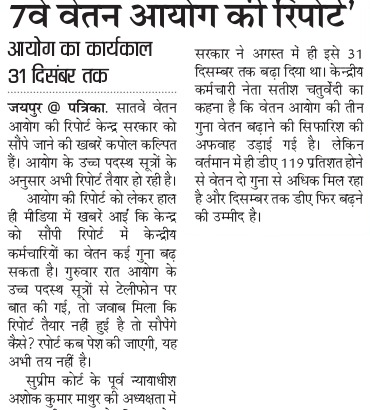 7वें वेतन आयोग की रिपोर्ट'
आयोग का कार्यकाल
31 दिसंबर तक
जयपुर @ पत्रिका. सातवें वेतन
आयोग की रिपोर्ट केन्द्र सरकार को
सौंपे जाने की खबरें कपोल कल्पित
हैं। आयोग के उच्च पदस्थ सूत्रों के
अनुसार अभी रिपोर्ट तैयार हो रही है।
आयोग की रिपोर्ट को लेकर हाल
ही मीडिया में खबरें आईं कि केन्द्र
को सौंपी रिपोर्ट में केन्द्रीय
कर्मचारियों का वेतन कई गुना बढ़
सकता है। गुरुवार रात आयोग के
उच्च पदस्थ सूत्रों से टेलीफोन पर
बात की गई, तो जवाब मिला कि
रिपोर्ट तैयार नहीं हुई है तो सौपेंगे
कैसे? रपोर्ट कब पेश की जाएगी, यह
अभी तय नहीं है।
सुप्रीम कोर्ट के पूर्व न्यायाधीश
अशोक कुमार माथुर की अध्यक्षता में
सरकार ने अगस्त में ही इसे 31
दिसम्बर तक बढ़ा दिया था। केन्द्रीय
कर्मचारी नेता सतीश चतुर्वेदी का
कहना है कि वेतन आयोग की तीन
गुना वेतन बढ़ाने की सिफारिश की
अफवाह उड़ाई गई है। लेकिन
वर्तमान में ही डीए 119 प्रतिशत होने
से वेतन दो गुना से अधिक मिल रहा
है और दिसम्बर तक डीए फिर बढ़ने
की उम्मीद है।